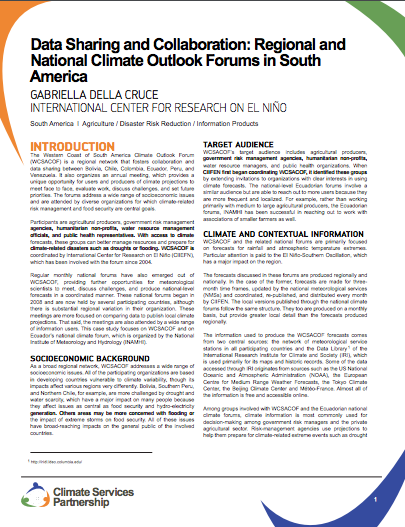 Data Sharing and Collaboration: Regional and
National Climate Outlook Forums in South
America
GABRIELLA DELLA CRUCE
INTERNATIONAL CENTER FOR RESEARCH ON EL NIÑO
South America I Agriculture / Disaster Risk Reduction / Information Products
INTRODUCTION
The Western Coast of South America Climate Outlook Forum
(WCSACOF) is a regional network that fosters collaboration and
data sharing between Bolivia, Chile, Colombia, Ecuador, Peru, and
Venezuela. It also organizes an annual meeting, which provides a
unique opportunity for users and producers of climate projections to
meet face to face, evaluate work, discuss challenges, and set future
priorities. The forums address a wide range of socioeconomic issues
and are attended by diverse organizations for which climate-related
risk management and food security are central goals.
Participants are agricultural producers, government risk management
agencies, humanitarian non-profits, water resource management
officials, and public health representatives. With access to climate
forecasts, these groups can better manage resources and prepare for
climate-related disasters such as droughts or flooding. WCSACOF is
coordinated by International Center for Research on El Niño (CIIFEN),
which has been involved with the forum since 2004.
Regular monthly national forums have also emerged out of
WCSACOF, providing further opportunities for meteorological
scientists to meet, discuss challenges, and produce national-level
forecasts in a coordinated manner. These national forums began in
2008 and are now held by several participating countries, although
there is substantial regional variation in their organization. These
meetings are more focused on comparing data to publish local climate
projections. That said, the meetings are also attended by a wide range
of information users. This case study focuses on WCSACOF and on
Ecuador's national climate forum, which is organized by the National
Institute of Meteorology and Hydrology (INAMHI).
SOCIOECONOMIC BACKGROUND
As a broad regional network, WCSACOF addresses a wide range of
socioeconomic issues. All of the participating organizations are based
in developing countries vulnerable to climate variability, though its
impacts affect various regions very differently. Bolivia, Southern Peru,
and Northern Chile, for example, are more challenged by drought and
water scarcity, which have a major impact on many people because
they affect issues as central as food security and hydro-electricity
generation. Others areas may be more concerned with flooding or
the impact of extreme storms on food security. All of these issues
have broad-reaching impacts on the general public of the involved
countries.
TARGET AUDIENCE
WCSACOF's target audience includes agricultural producers,
government risk management agencies, humanitarian non-profits,
water resource managers, and public health organizations. When
CIIFEN first began coordinating WCSACOF, it identified these groups
by extending invitations to organizations with clear interests in using
climate forecasts. The national-level Ecuadorian forums involve a
similar audience but are able to reach out to more users because they
are more frequent and localized. For example, rather than working
primarily with medium to large agricultural producers, the Ecuadorian
forums, INAMHI has been successful in reaching out to work with
associations of smaller farmers as well.
CLIMATE AND CONTEXTUAL INFORMATION
WCSACOF and the related national forums are primarily focused
on forecasts for rainfall and atmospheric temperature extremes.
Particular attention is paid to the El Niño-Southern Oscillation, which
has a major impact on the region.
The forecasts discussed in these forums are produced regionally and
nationally. In the case of the former, forecasts are made for three-
month time frames, updated by the national meteorological services
(NMSs) and coordinated, re-published, and distributed every month
by CIIFEN. The local versions published through the national climate
forums follow the same structure. They too are produced on a monthly
basis, but provide greater local detail than the forecasts produced
regionally.
The information used to produce the WCSACOF forecasts comes
from two central sources: the network of meteorological service
stations in all participating countries and the Data Library ¹ of the
International Research Institute for Climate and Society (IRI), which
is used primarily for its maps and historic records. Some of the data
accessed through IRI originates from sources such as the US National
Oceanic and Atmospheric Administration (NOAA), the European
Centre for Medium Range Weather Forecasts, the Tokyo Climate
Center, the Beijing Climate Center and Météo-France. Almost all of
the information is free and accessible online.
Among groups involved with WCSACOF and the Ecuadorian national
climate forums, climate information is most commonly used for
decision-making among government risk managers and the private
agricultural sector. Risk-management agencies use projections to
help them prepare for climate-related extreme events such as drought
¹ http://iridl.ldeo.columbia.edu/
Climate Services
Partnership
1